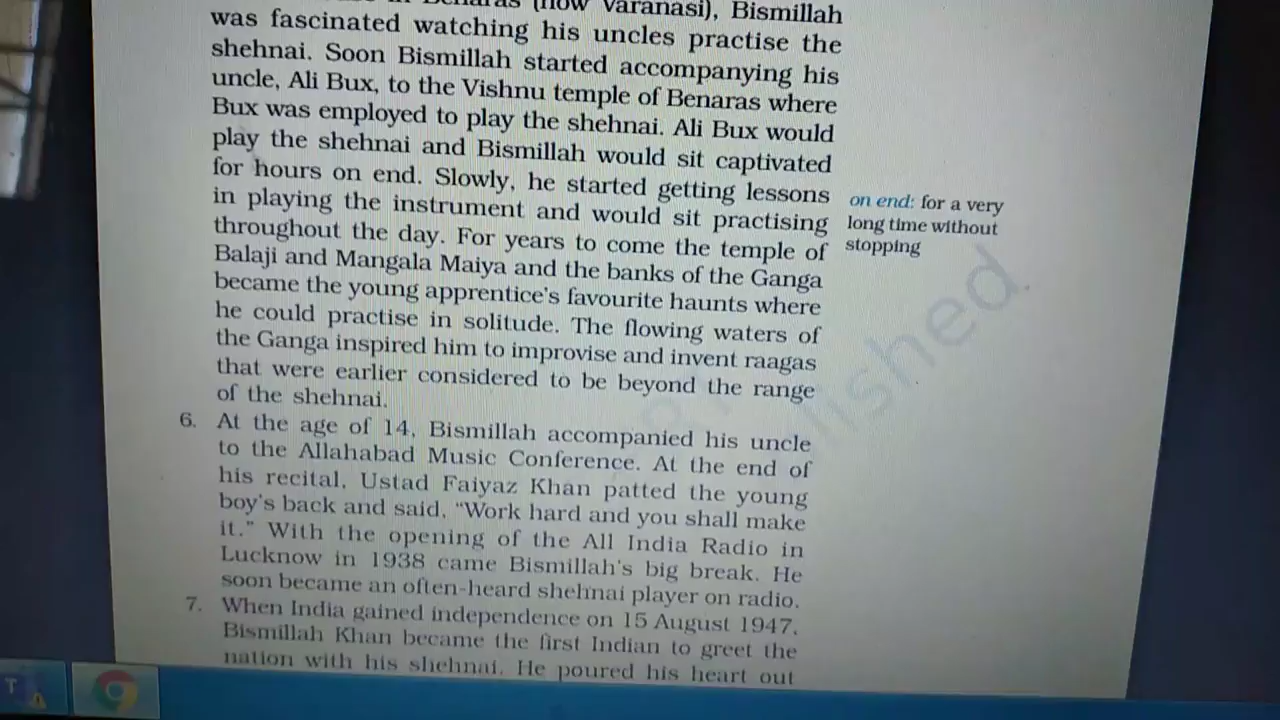 Benaras (now Varanasi), Bismillah
was fascinated watching his uncles practise the
shehnai. Soon Bismillah started accompanying his
uncle, Ali Bux, to the Vishnu temple of Benaras where
Bux was employed to play the shehnai. Ali Bux would
play the shehnai and Bismillah would sit captivated
for hours on end. Slowly, he started getting lessons
in playing the instrument and would sit practising
throughout the day. For years to come the temple of
Balaji and Mangala Maiya and the banks of the Ganga
became the young apprentice's favourite haunts where
he could practise in solitude. The flowing waters of
the Ganga inspired him to improvise and invent raagas
that were earlier considered to be beyond the range
of the shehnai.
on end: for a very
long time without
stopping
6. At the age of 14, Bismillah accompanied his uncle
to the Allahabad Music Conference. At the end of
his recital, Ustad Faiyaz Khan patted the young
boy's back and said, “Work hard and you shall make
it.” With the opening of the All India Radio in
Lucknow in 1938 came Bismillah's big break. He
soon became an often-heard shehnai player on radio.
7. When India gained independence on 15 August 1947,
Bismillah Khan became the first Indian to greet the
nation with his shehnai. He poured his heart out
lished
T